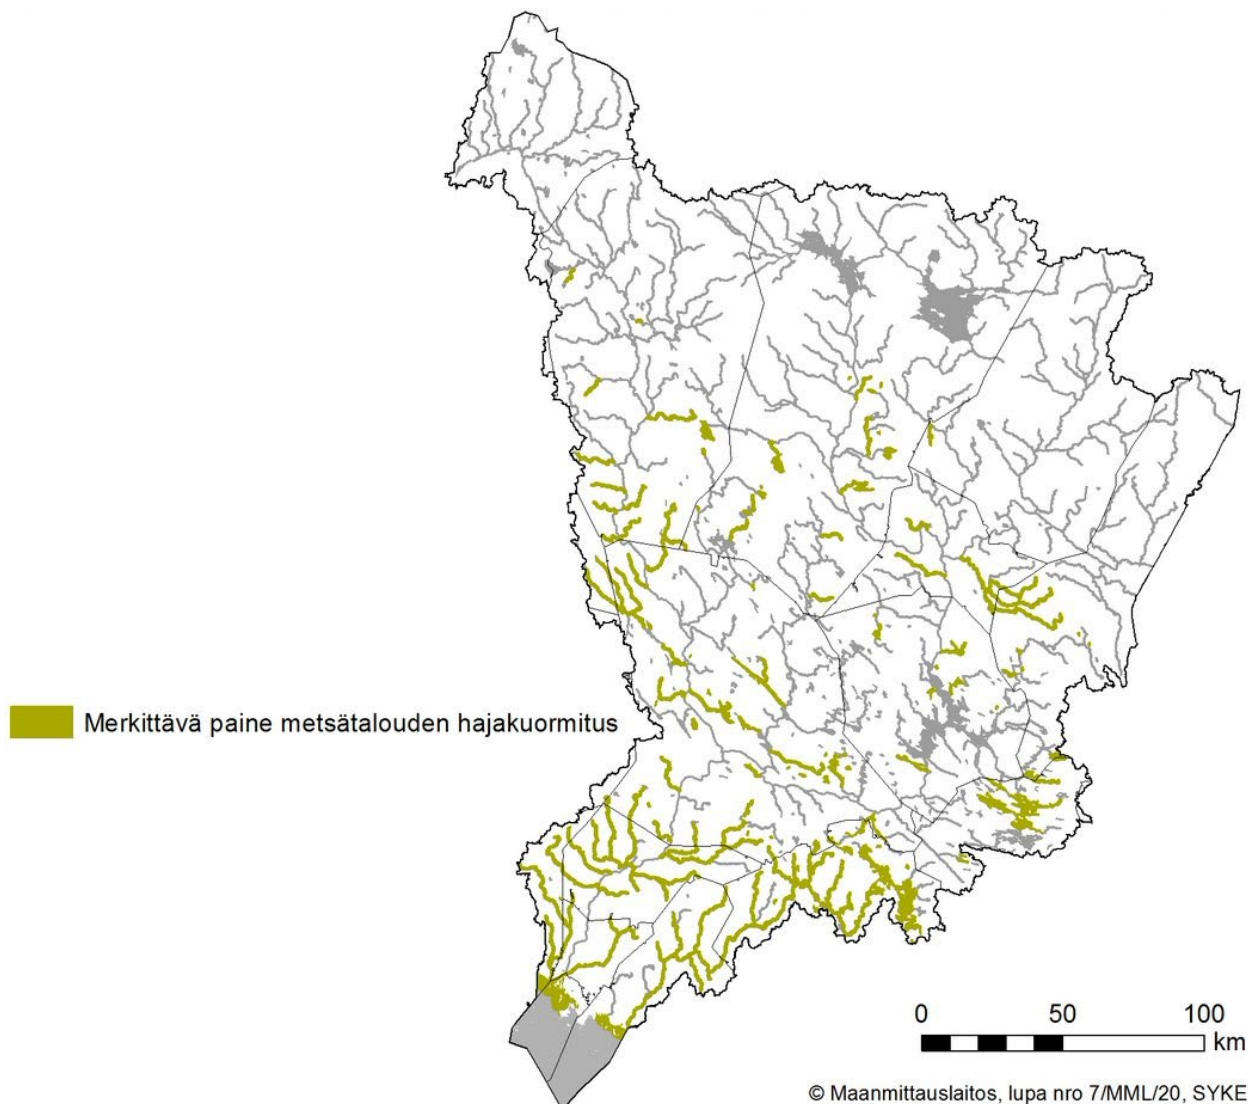 Merkittävä paine metsätalouden hajakuormitus
0 50 100
km
© Maanmittauslaitos, lupa nro 7/MML/20, SYKE